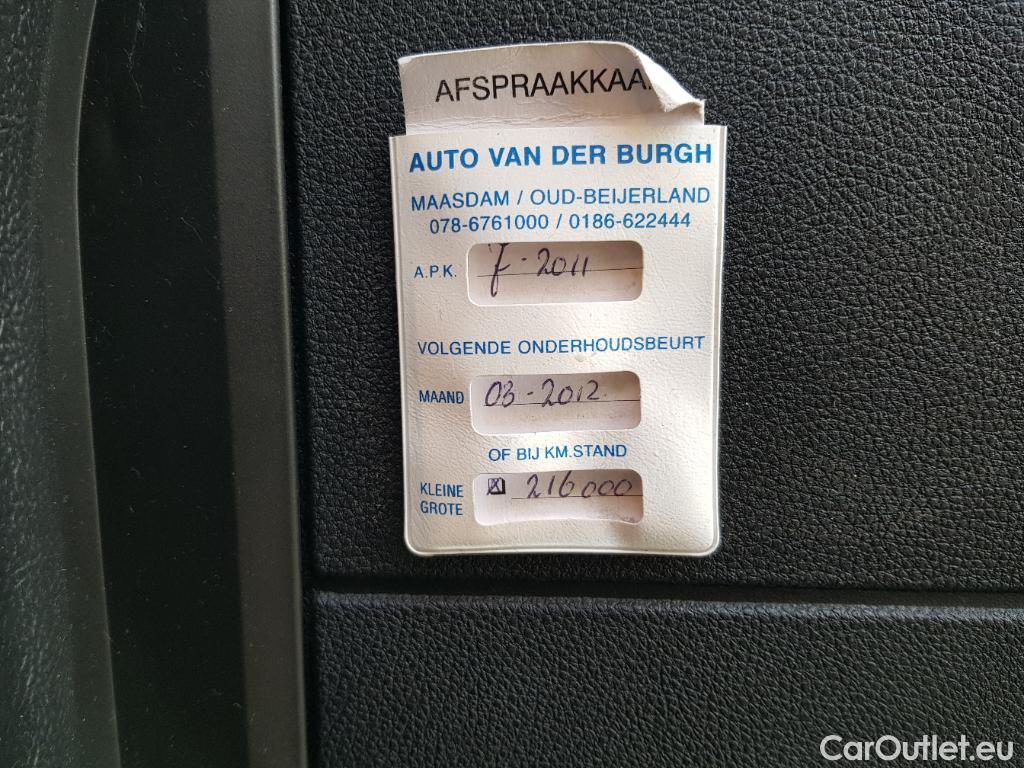 AFSPRAAKKAA
AUTO VAN DER BURGH
MAASDAM / OUD-BEIJERLAND
078-6761000 / 0186-622444
A.P.K. 7-2011
VOLGENDE ONDERHOUDSBEURT
MAAND 03-2012
OF BIJ KM.STAND
KLEINE 216000
GROTE
CarOutlet.eu